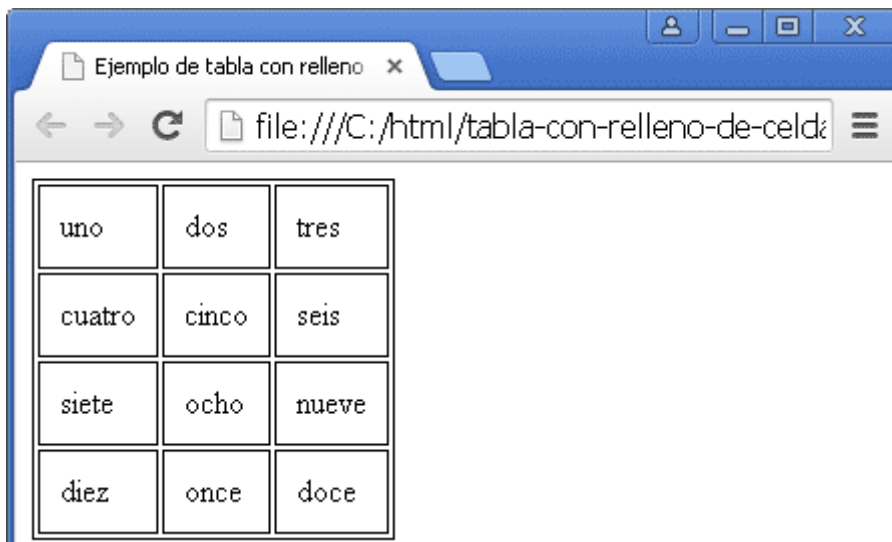 Ejemplo de tabla con relleno
file:///C:/html/tabla-con-relleno-de-celda
uno dos tres
cuatro cinco seis
siete ocho nueve
diez once doce